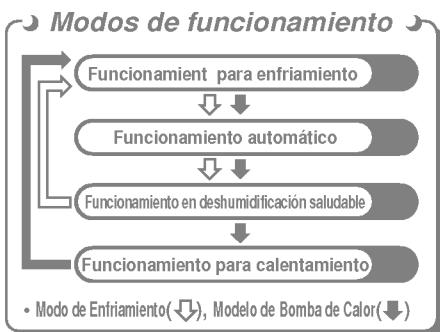 Modos de funcionamiento
Funcionamient para enfriamiento
Funcionamiento automático
Funcionamiento en deshumidificación saludable
Funcionamiento para calentamiento
• Modo de Enfriamiento( ), Modelo de Bomba de Calor( )